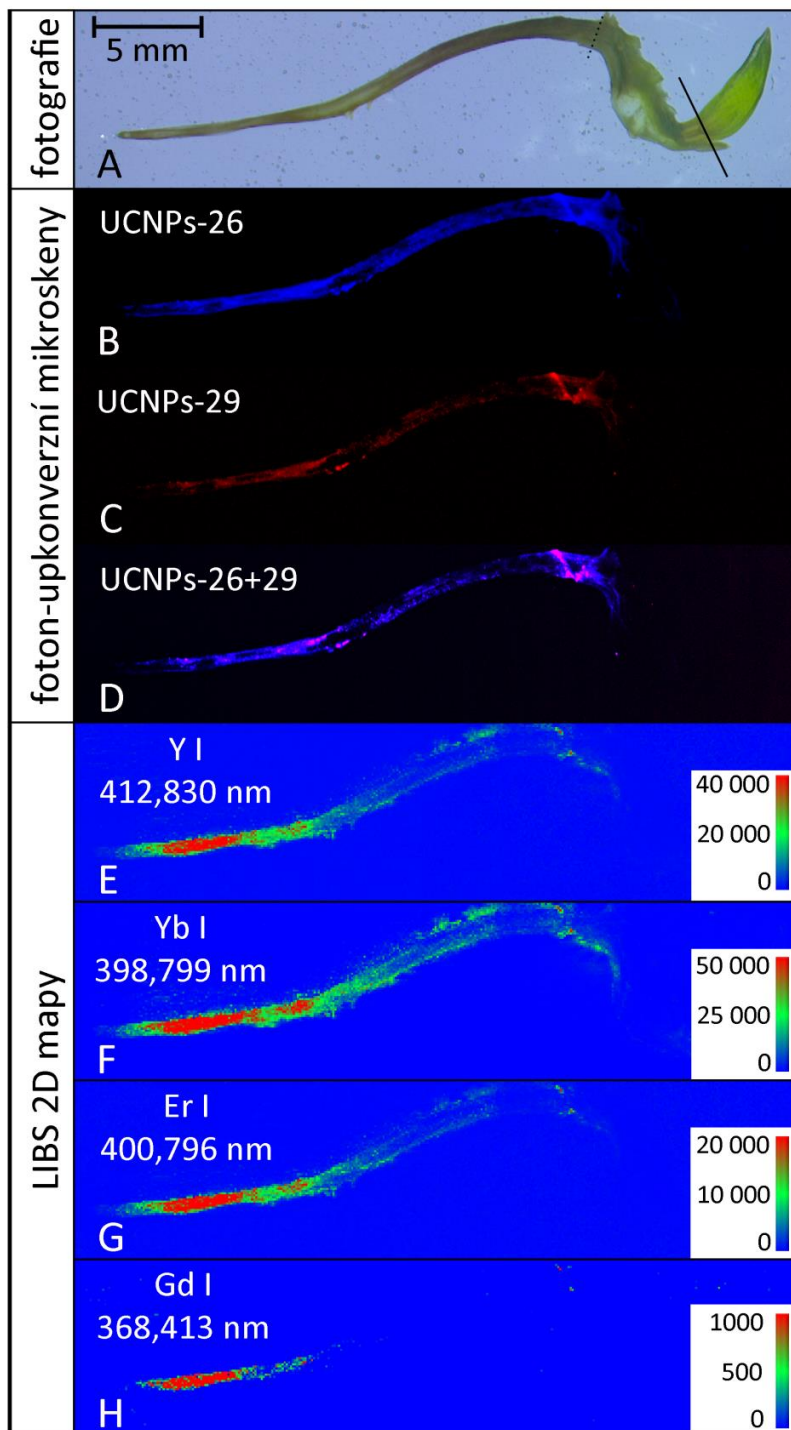 fotografie
5 mm
A
foton-upkonverzní mikroskeny
UCNPs-26
B
UCNPs-29
C
UCNPs-26+29
D
LIBS 2D mapy
Y I
412,830 nm
E
40 000
20 000
0
Yb I
398,799 nm
F
50 000
25 000
0
Er I
400,796 nm
G
20 000
10 000
0
Gd I
368,413 nm
H
1000
500
0